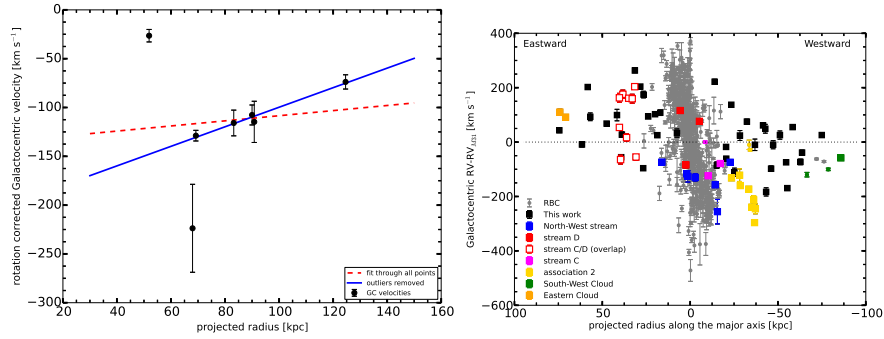 0
−50
−100
−150
−200
−250
−300
20
40
60
80
100
120
140
160
rotation corrected Galactocentric velocity [km s⁻¹]
projected radius [kpc]
fit through all points
outliers removed
GC velocities
Eastward
Westward
400
200
0
−200
−400
−600
100
50
0
−50
−100
Galactocentric RV-RV_M31 [km s⁻¹]
projected radius along the major axis [kpc]
RBC
This work
North-West stream
stream D
stream C/D (overlap)
stream C
association 2
South-West Cloud
Eastern Cloud